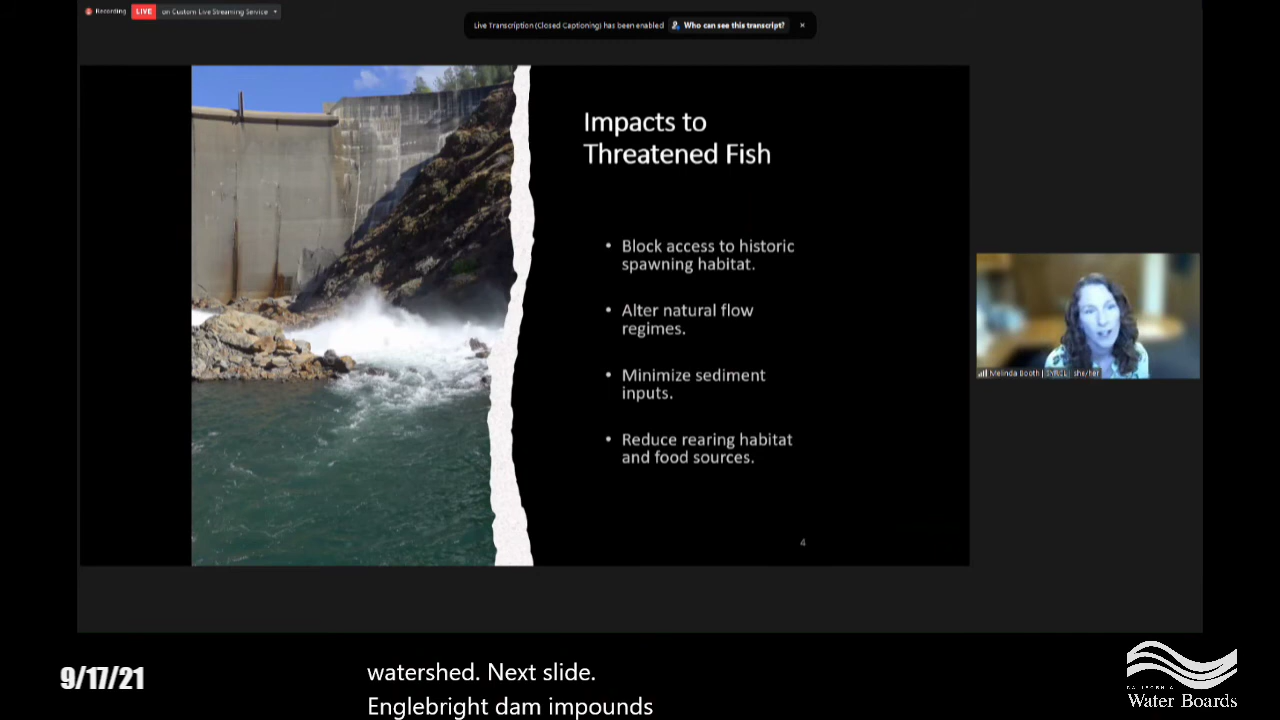 Recording
LIVE
on Custom Live Streaming Service
Live Transcription (Closed Captioning) has been enabled
Who can see this transcript?
Impacts to
Threatened Fish
• Block access to historic
spawning habitat.
• Alter natural flow
regimes.
• Minimize sediment
inputs.
• Reduce rearing habitat
and food sources.
4
Melinda Booth | SYRCL she/her
9/17/21
watershed. Next slide.
Englebright dam impounds
CALIFORNIA
Water Boards